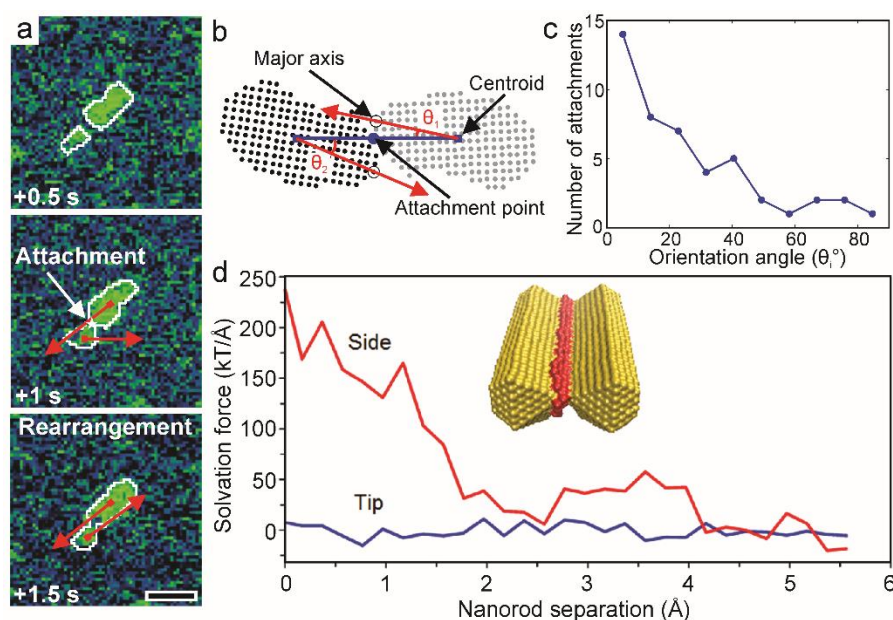 a
+0.5 s
Attachment
+1 s
Rearrangement
+1.5 s
b
Major axis
Centroid
θ1
θ2
Attachment point
c
Number of attachments
15
10
5
0
0 20 40 60 80
Orientation angle (θi°)
d
Solvation force (kT/Å)
250
200
150
100
50
0
Side
Tip
0 1 2 3 4 5 6
Nanorod separation (Å)